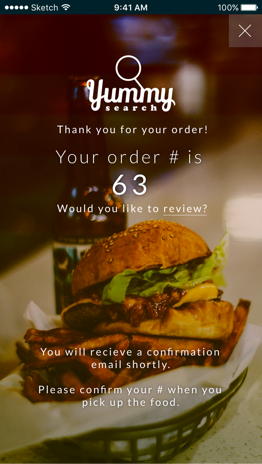 Sketch 9:41 AM 100%
Yummy
search
Thank you for your order!
Your order # is
63
Would you like to review?
You will recieve a confirmation
email shortly.
Please confirm your # when you
pick up the food.